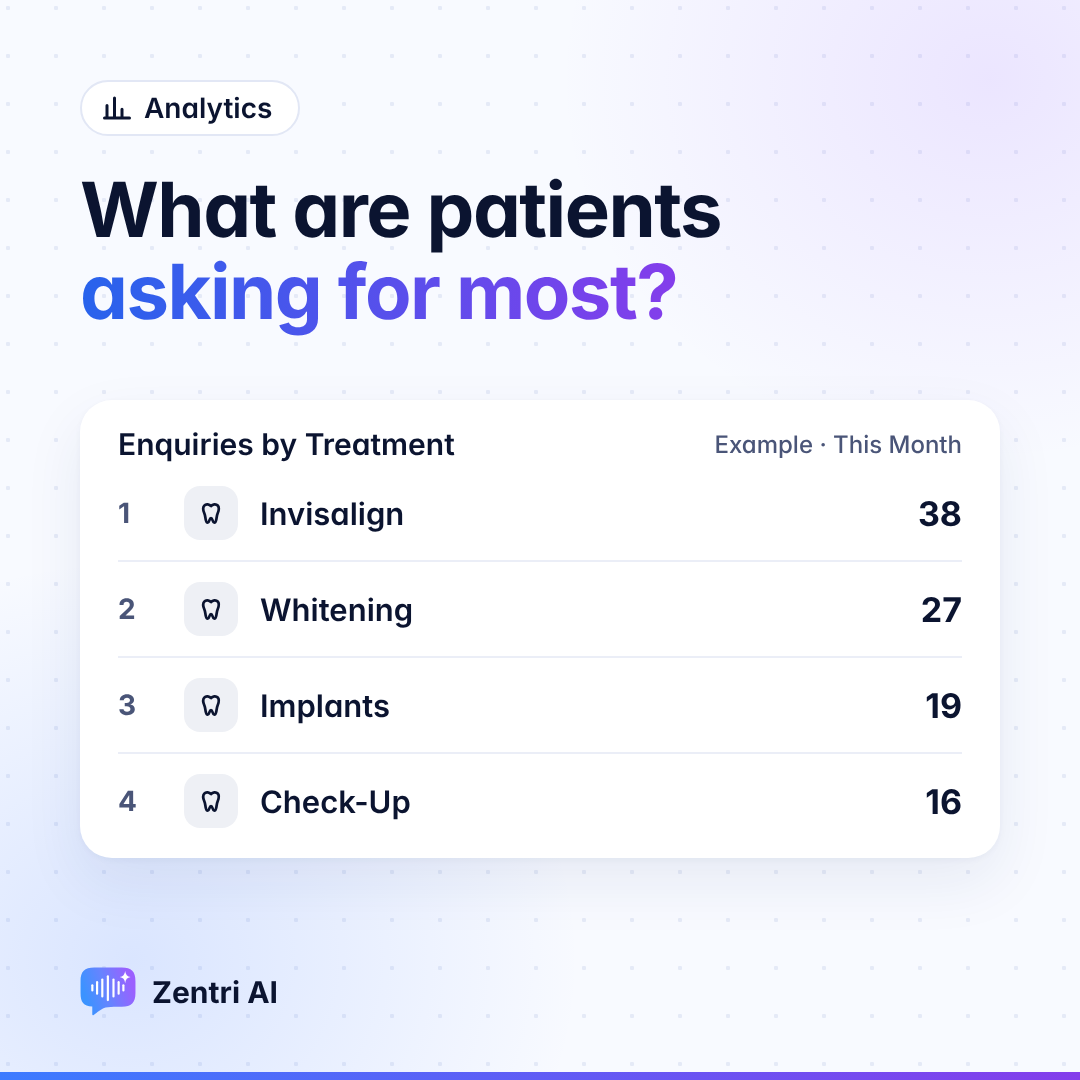 Analytics
What are patients
asking for most?
Enquiries by Treatment Example · This Month
1 Invisalign 38
2 Whitening 27
3 Implants 19
4 Check-Up 16
Zentri AI